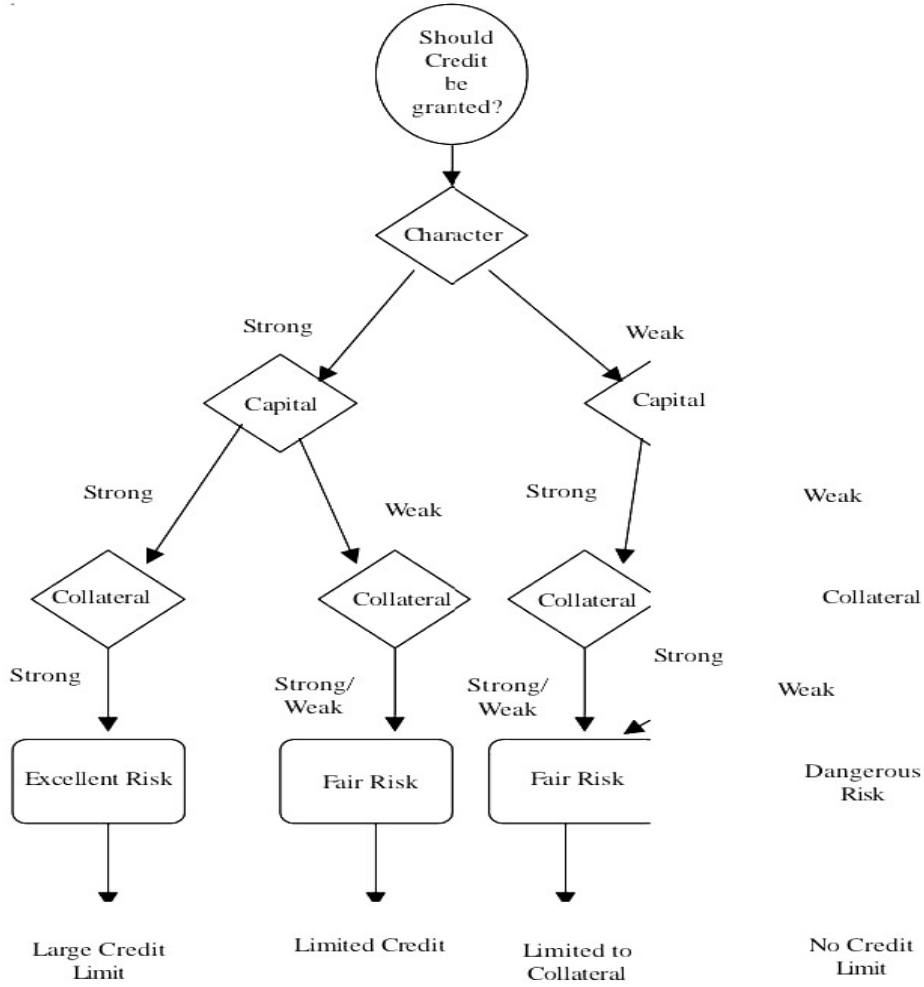 Should
Credit
be
granted?
Character
Strong
Weak
Capital
Capital
Strong
Weak
Strong
Weak
Collateral
Collateral
Collateral
Collateral
Strong
Strong/
Weak
Strong/
Weak
Strong
Weak
Excellent Risk
Fair Risk
Fair Risk
Dangerous
Risk
Large Credit
Limit
Limited Credit
Limited to
Collateral
No Credit
Limit